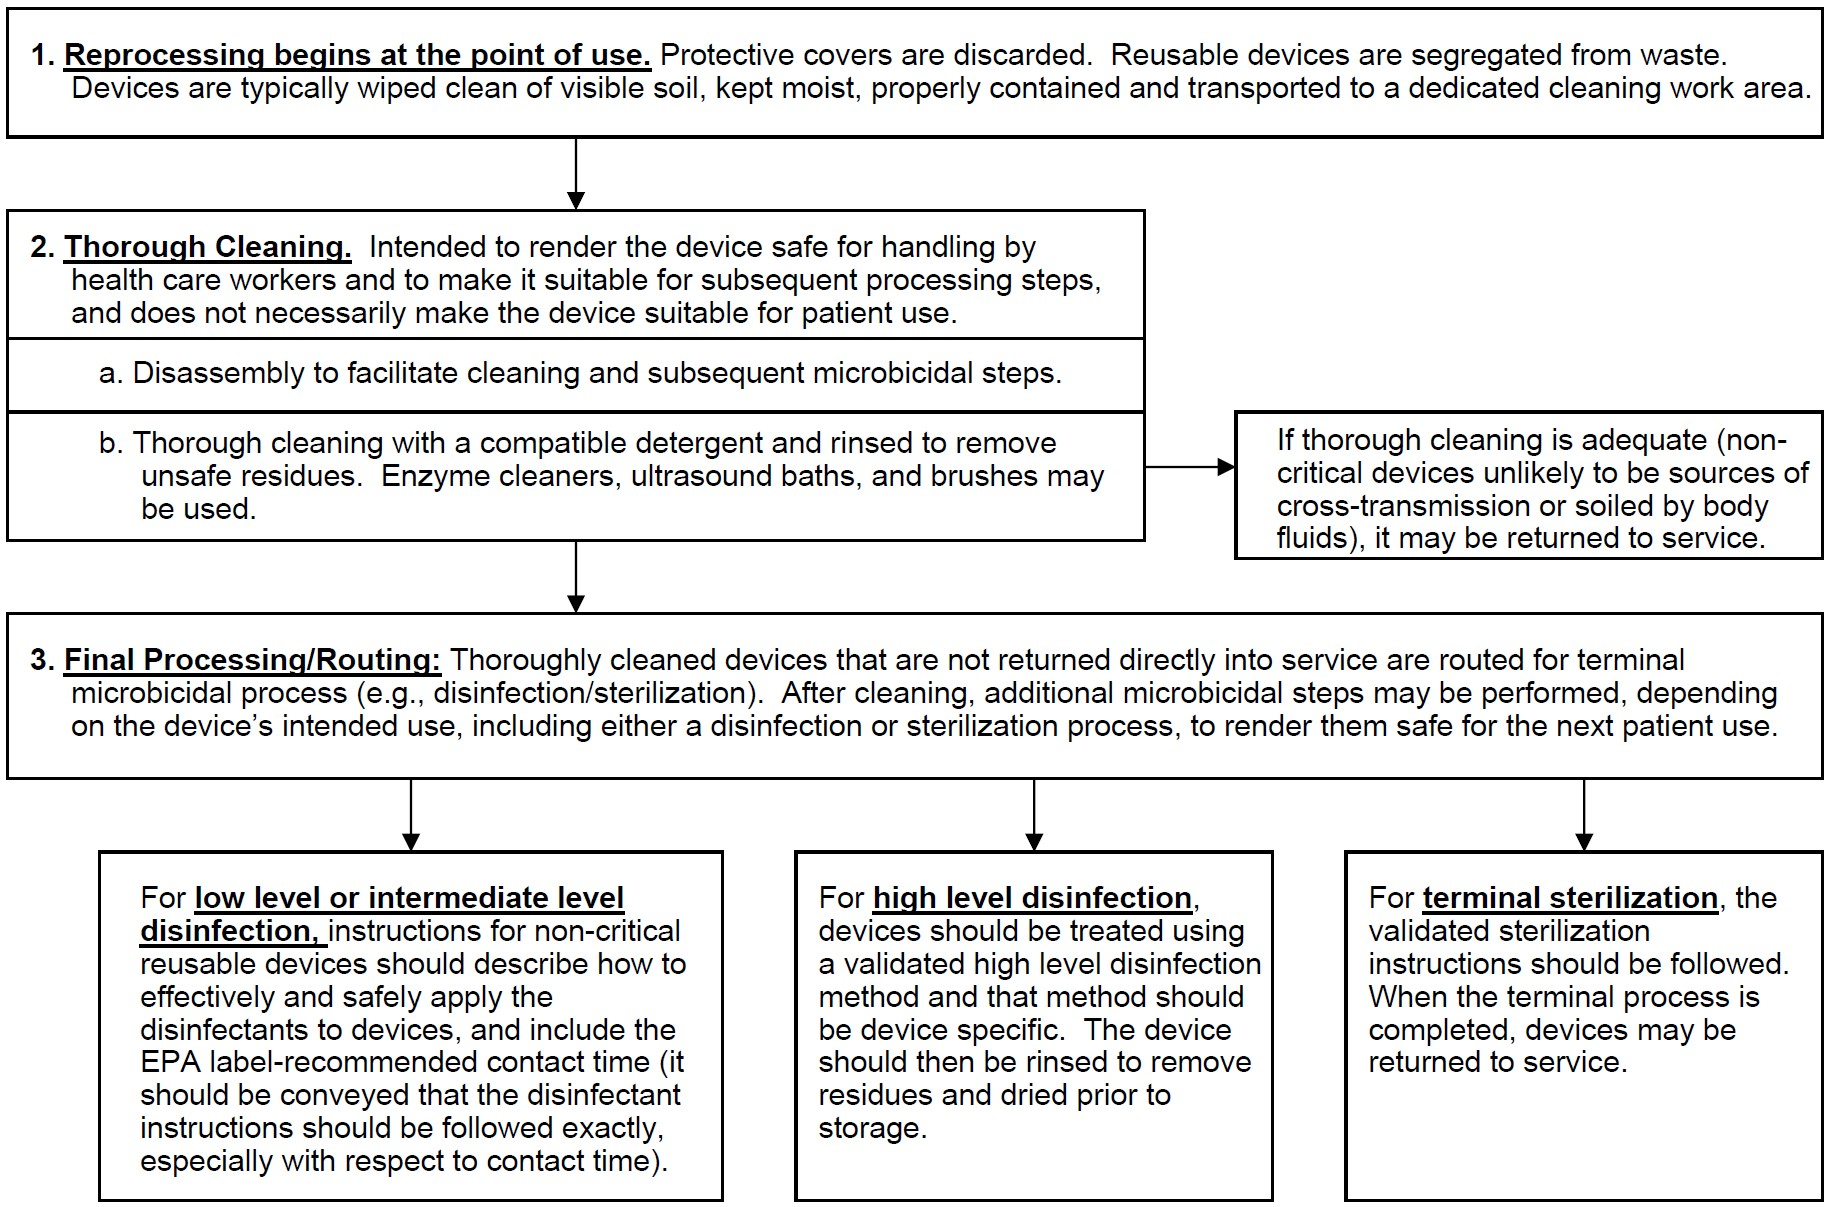 1. Reprocessing begins at the point of use. Protective covers are discarded. Reusable devices are segregated from waste.
Devices are typically wiped clean of visible soil, kept moist, properly contained and transported to a dedicated cleaning work area.
2. Thorough Cleaning. Intended to render the device safe for handling by
health care workers and to make it suitable for subsequent processing steps,
and does not necessarily make the device suitable for patient use.
a. Disassembly to facilitate cleaning and subsequent microbicidal steps.
b. Thorough cleaning with a compatible detergent and rinsed to remove
unsafe residues. Enzyme cleaners, ultrasound baths, and brushes may
be used.
If thorough cleaning is adequate (non-
critical devices unlikely to be sources of
cross-transmission or soiled by body
fluids), it may be returned to service.
3. Final Processing/Routing: Thoroughly cleaned devices that are not returned directly into service are routed for terminal
microbicidal process (e.g., disinfection/sterilization). After cleaning, additional microbicidal steps may be performed, depending
on the device's intended use, including either a disinfection or sterilization process, to render them safe for the next patient use.
For low level or intermediate level
disinfection, instructions for non-critical
reusable devices should describe how to
effectively and safely apply the
disinfectants to devices, and include the
EPA label-recommended contact time (it
should be conveyed that the disinfectant
instructions should be followed exactly,
especially with respect to contact time).
For high level disinfection,
devices should be treated using
a validated high level disinfection
method and that method should
be device specific. The device
should then be rinsed to remove
residues and dried prior to
storage.
For terminal sterilization, the
validated sterilization
instructions should be followed.
When the terminal process is
completed, devices may be
returned to service.